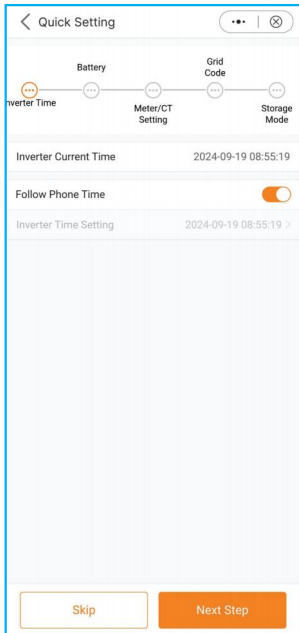 Quick Setting
Battery
Grid
Code
nverter Time
Meter/CT
Setting
Storage
Mode
Inverter Current Time 2024-09-19 08:55:19
Follow Phone Time
Inverter Time Setting 2024-09-19 08:55:19
Skip Next Step